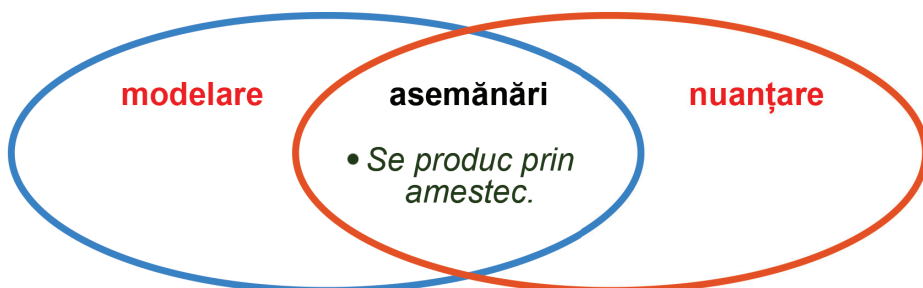 modelare
asemănări
nuanțare
• Se produc prin
amestec.